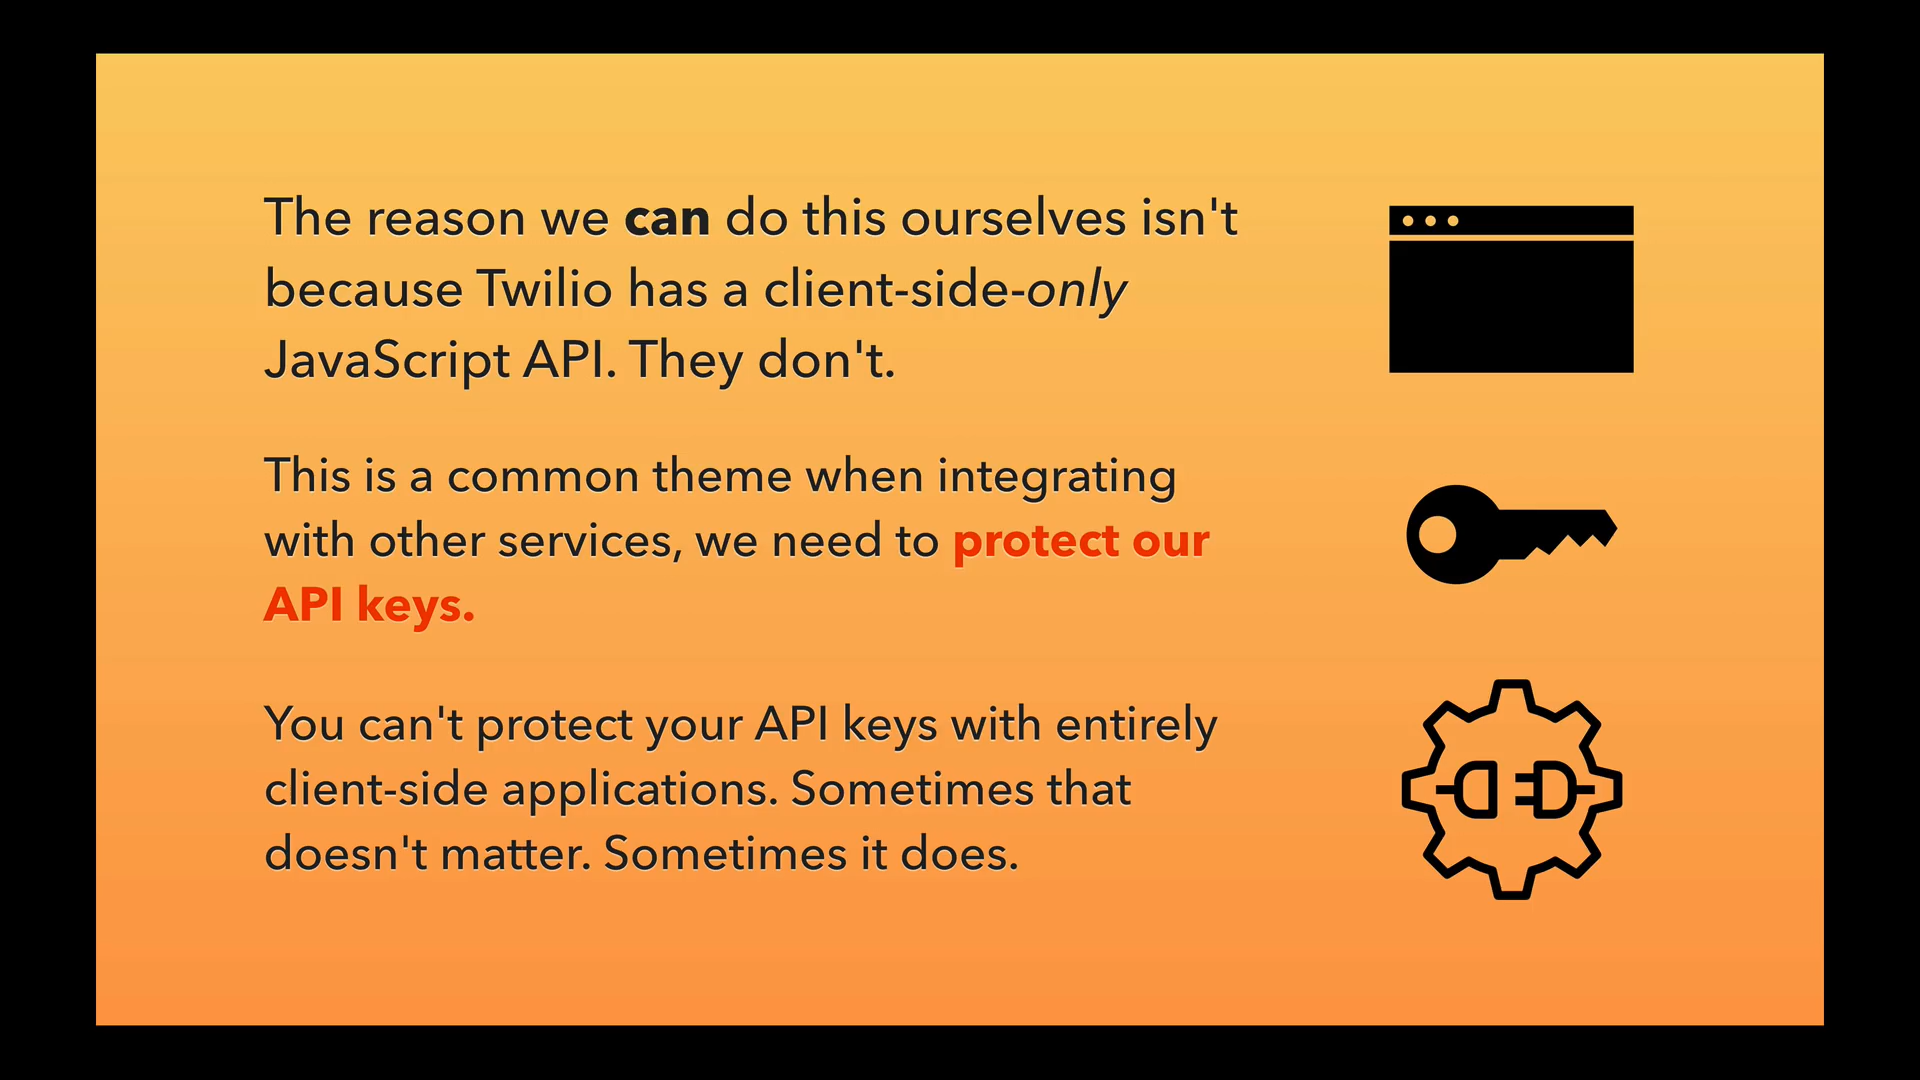 The reason we can do this ourselves isn't
because Twilio has a client-side-only
JavaScript API. They don't.
This is a common theme when integrating
with other services, we need to protect our
API keys.
You can't protect your API keys with entirely
client-side applications. Sometimes that
doesn't matter. Sometimes it does.